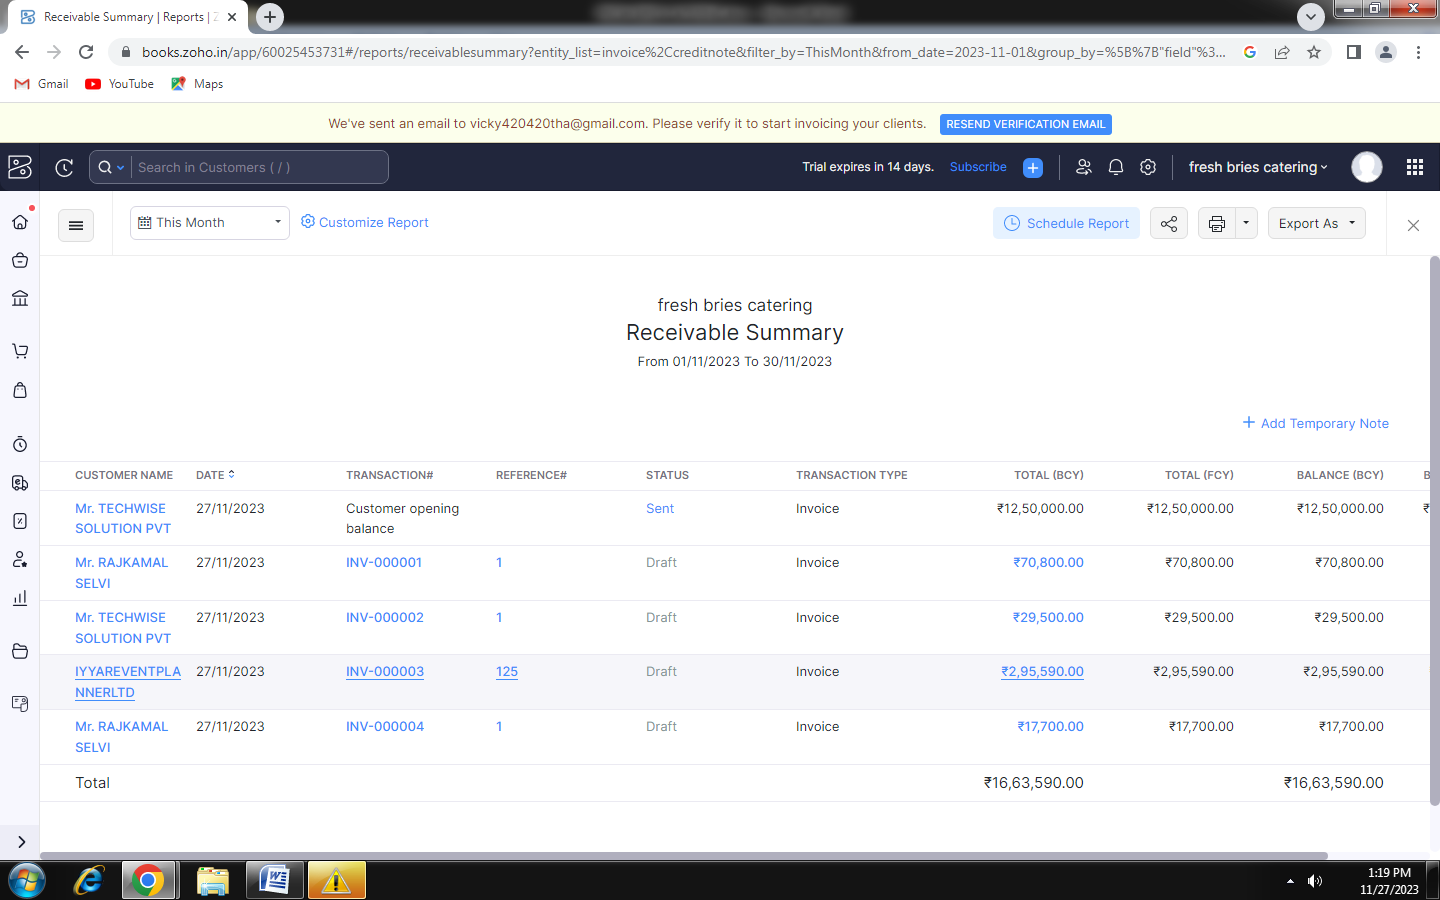 Receivable Summary | Reports | Z
books.zoho.in/app/60025453731#/reports/receivablesummary?entity_list=invoice%2Ccreditnote&filter_by=ThisMonth&from_date=2023-11-01&group_by=%5B%7B"field"%3...
Gmail YouTube Maps
We've sent an email to vicky420420tha@gmail.com. Please verify it to start invoicing your clients. RESEND VERIFICATION EMAIL
Search in Customers ( / ) Trial expires in 14 days. Subscribe fresh bries catering
This Month Customize Report Schedule Report Export As
fresh bries catering
Receivable Summary
From 01/11/2023 To 30/11/2023
Add Temporary Note
CUSTOMER NAME DATE TRANSACTION# REFERENCE# STATUS TRANSACTION TYPE TOTAL (BCY) TOTAL (FCY) BALANCE (BCY) B
Mr. TECHWISE 27/11/2023 Customer opening Sent Invoice ₹12,50,000.00 ₹12,50,000.00 ₹12,50,000.00 ₹
SOLUTION PVT balance
Mr. RAJKAMAL 27/11/2023 INV-000001 1 Draft Invoice ₹70,800.00 ₹70,800.00 ₹70,800.00
SELVI
Mr. TECHWISE 27/11/2023 INV-000002 1 Draft Invoice ₹29,500.00 ₹29,500.00 ₹29,500.00
SOLUTION PVT
IYYAREVENTPLA 27/11/2023 INV-000003 125 Draft Invoice ₹2,95,590.00 ₹2,95,590.00 ₹2,95,590.00
NNERLTD
Mr. RAJKAMAL 27/11/2023 INV-000004 1 Draft Invoice ₹17,700.00 ₹17,700.00 ₹17,700.00
SELVI
Total ₹16,63,590.00 ₹16,63,590.00
1:19 PM
11/27/2023